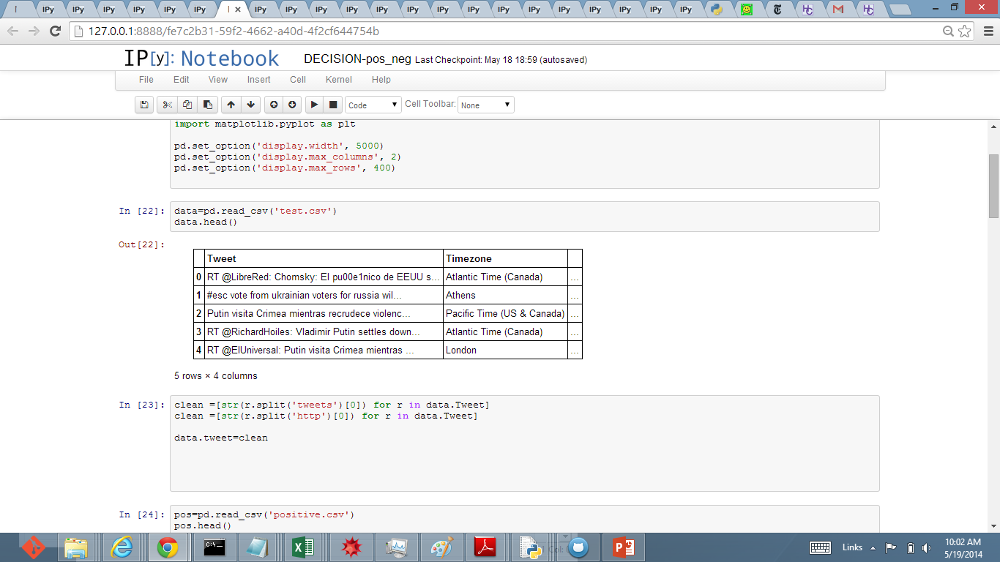 IPy IPy IPy IPy IPy IPy IPy IPy IPy IPy IPy IPy IPy IPy IPy IPy IPy IPy IPy IPy IPy
127.0.0.1:8888/fe7c2b31-59f2-4662-a40d-4f2cf644754b
IP[y]: Notebook DECISION-pos_neg Last Checkpoint: May 18 18:59 (autosaved)
File Edit View Insert Cell Kernel Help
Code Cell Toolbar: None
import matplotlib.pyplot as plt
pd.set_option('display.width', 5000)
pd.set_option('display.max_columns', 2)
pd.set_option('display.max_rows', 400)
In [22]: data=pd.read_csv('test.csv')
data.head()
Out[22]:
Tweet Timezone
0 RT @LibreRed: Chomsky: El pu00e1nico de EEUU s... Atlantic Time (Canada) ...
1 #esc vote from ukrainian voters for russia wil... Athens ...
2 Putin visita Crimea mientras recrudece violenc... Pacific Time (US & Canada) ...
3 RT @RichardHoiles: Vladimir Putin settles down... Atlantic Time (Canada) ...
4 RT @ElUniversal: Putin visita Crimea mientras ... London ...
5 rows × 4 columns
In [23]: clean =[str(r.split('tweets')[0]) for r in data.Tweet]
clean =[str(r.split('http')[0]) for r in data.Tweet]
data.tweet=clean
In [24]: pos=pd.read_csv('positive.csv')
pos.head()
Links
10:02 AM
5/19/2014